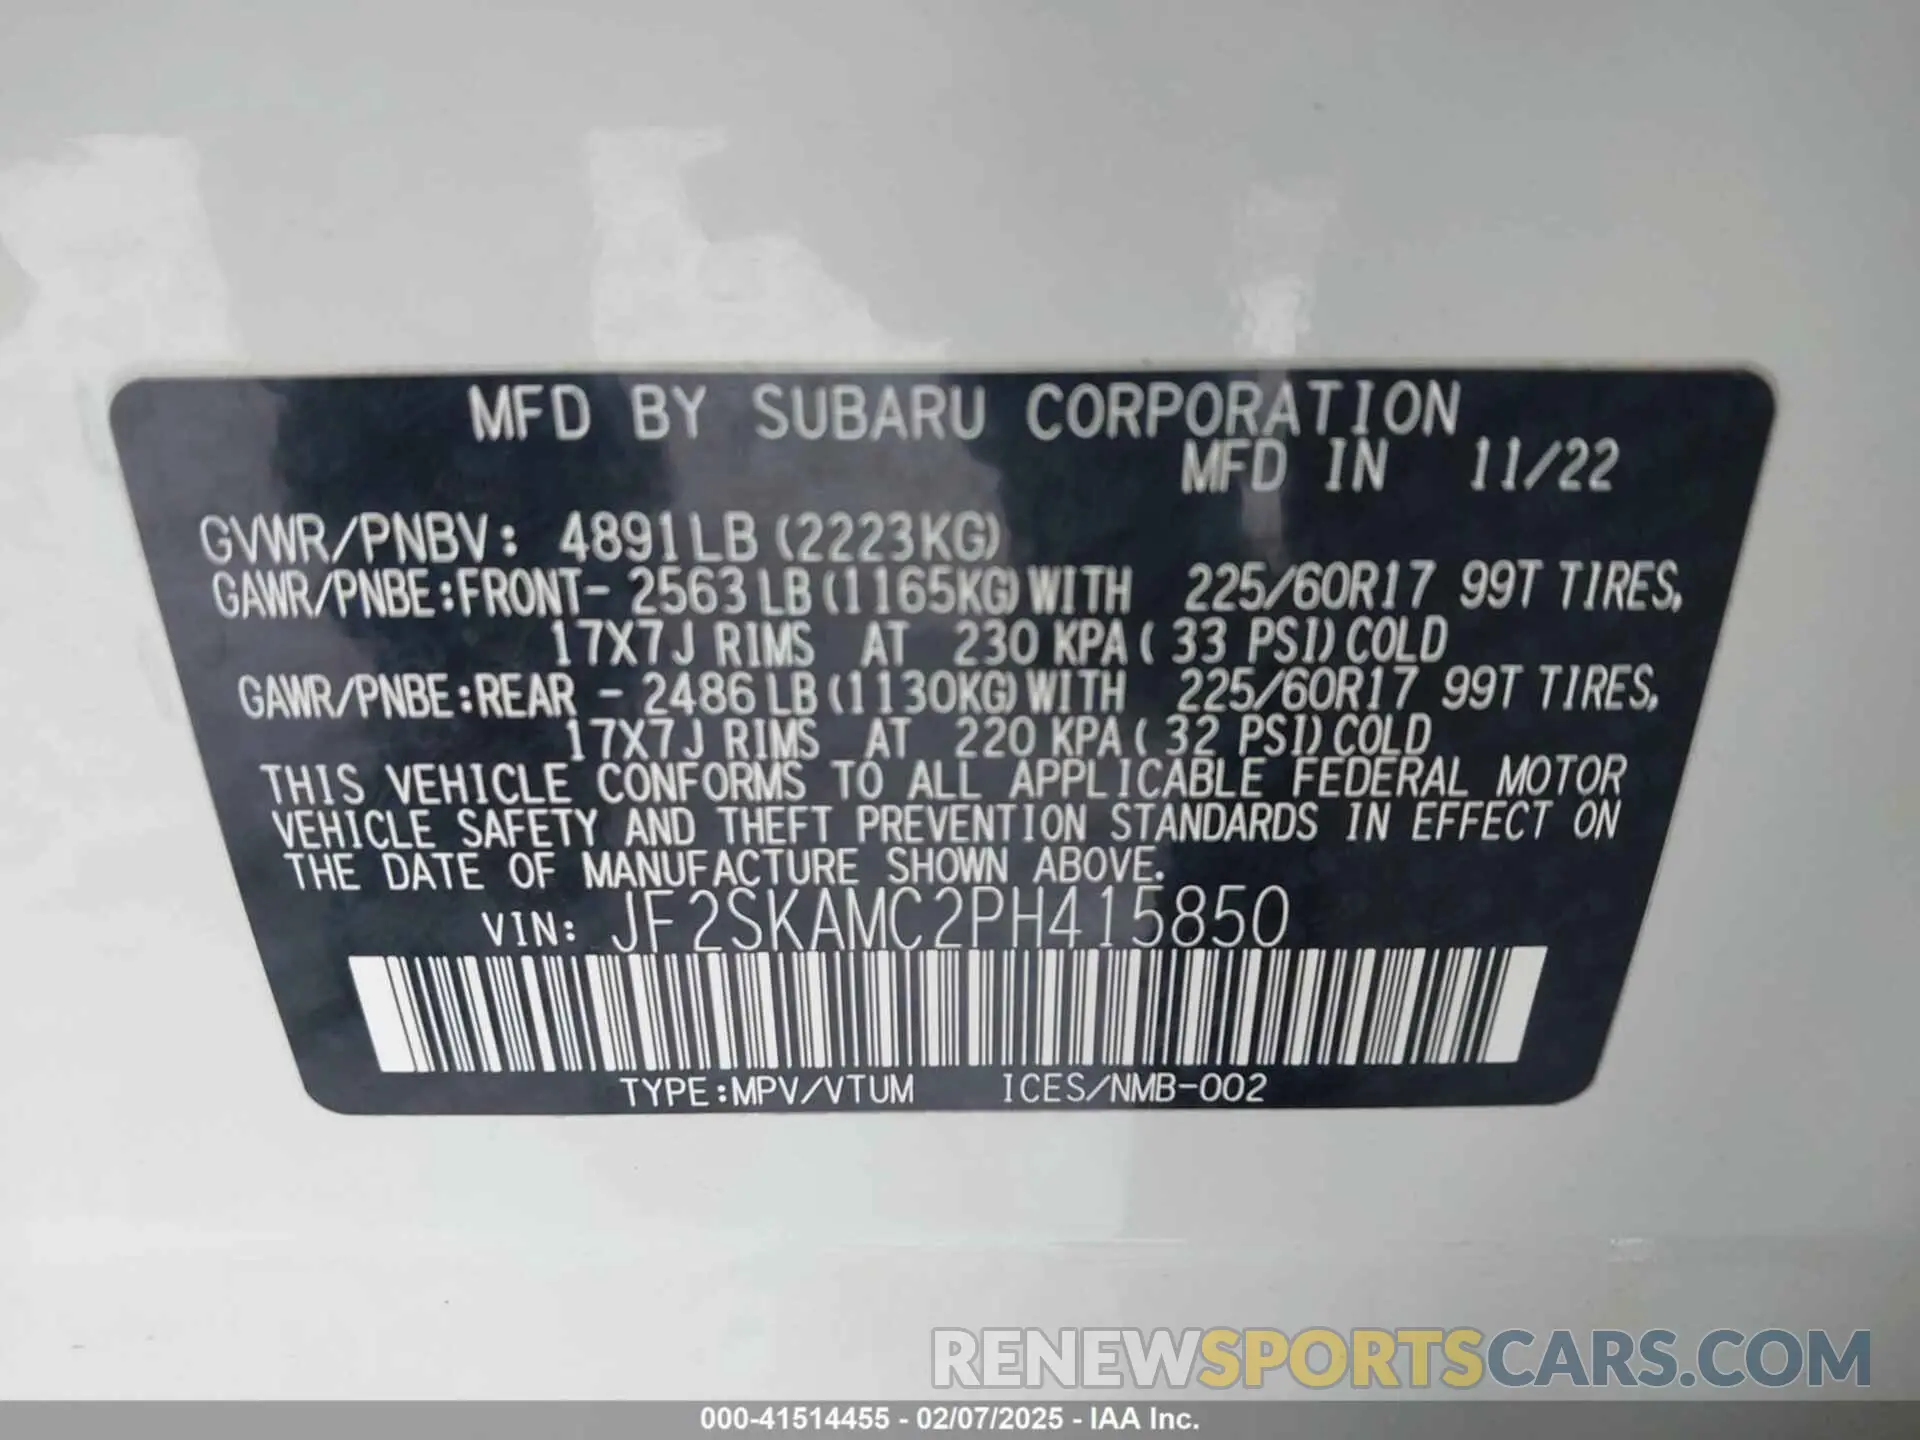 MFD BY SUBARU CORPORATION
MFD IN 11/22
GVWR/PNBV: 4891LB (2223KG)
GAWR/PNBE:FRONT- 2563LB(1165KG)WITH 225/60R17 99T TIRES,
17X7J RIMS AT 230 KPA( 33 PSI)COLD
GAWR/PNBE:REAR - 2486LB(1130KG)WITH 225/60R17 99T TIRES,
17X7J RIMS AT 220 KPA( 32 PSI)COLD
THIS VEHICLE CONFORMS TO ALL APPLICABLE FEDERAL MOTOR
VEHICLE SAFETY AND THEFT PREVENTION STANDARDS IN EFFECT ON
THE DATE OF MANUFACTURE SHOWN ABOVE.
VIN: JF2SKAMC2PH415850
TYPE:MPV/VTUM ICES/NMB-002
RENEWSPORTSCARS.COM
000-41514455 - 02/07/2025 - IAA Inc.